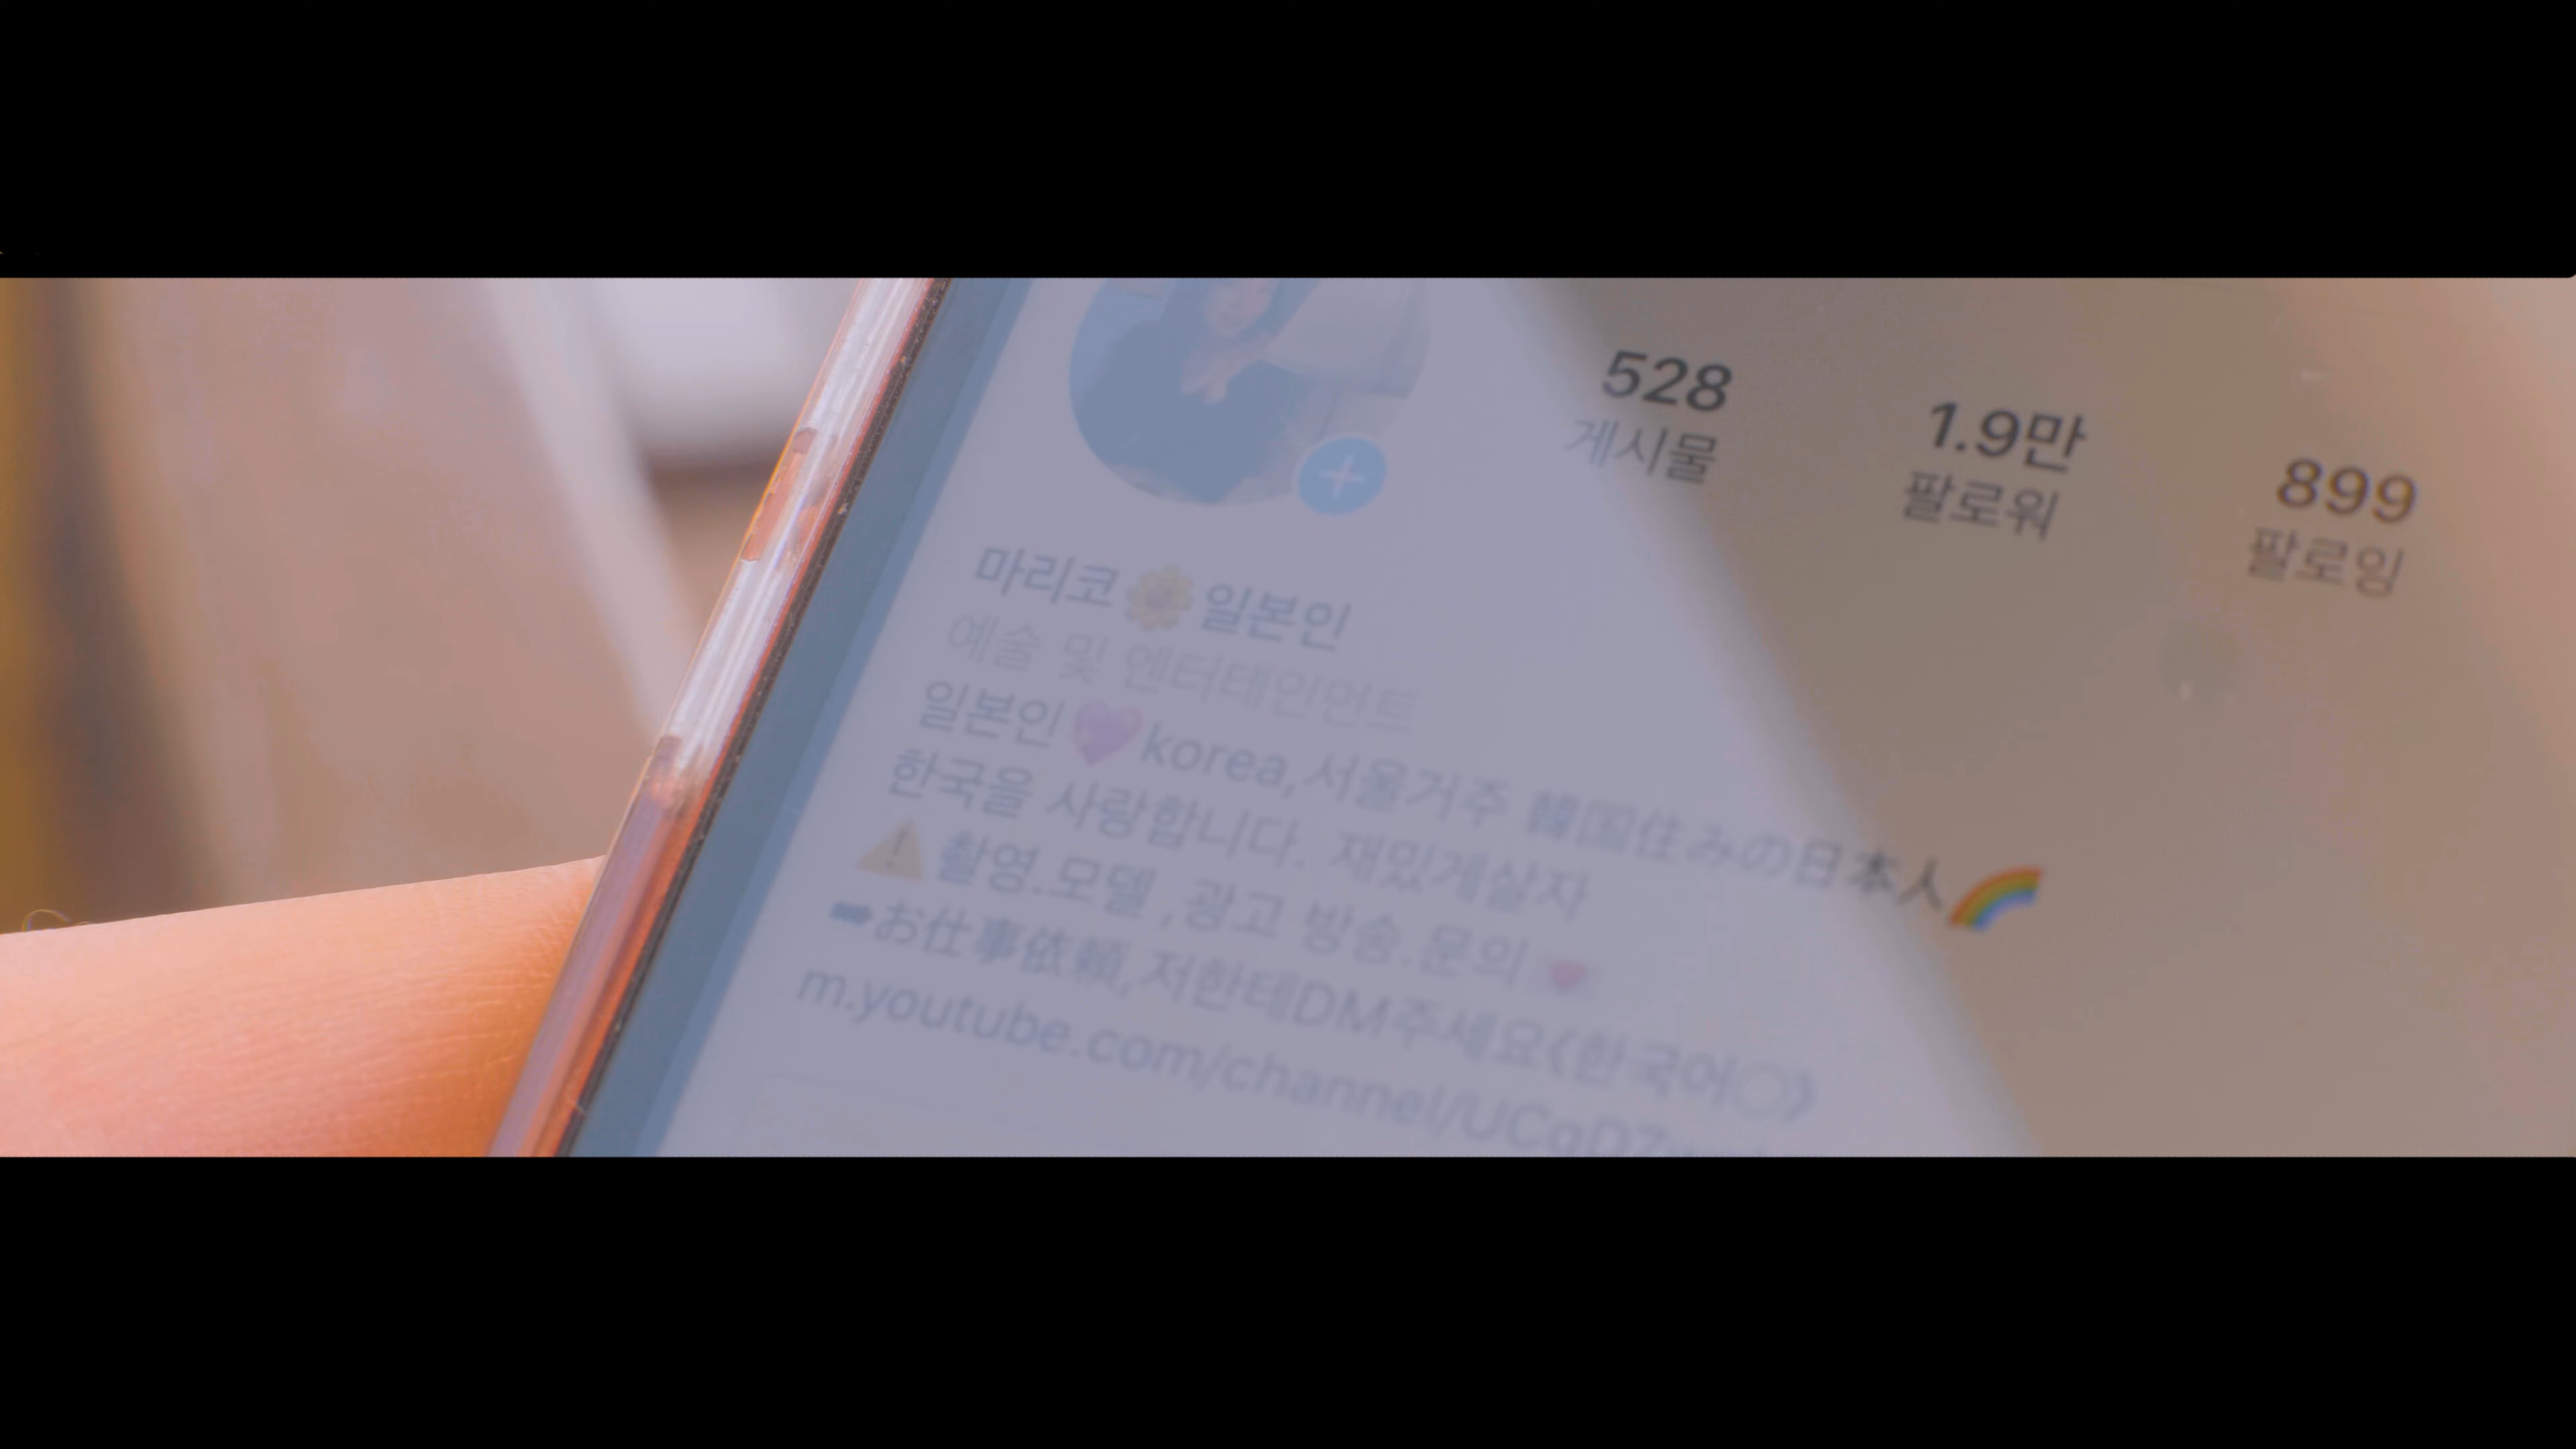 528
게시물
1.9만
팔로워
899
팔로잉
마리코🌼일본인
예술 및 엔터테인먼트
일본인💖korea,서울거주 韓国住みの日本人🌈
한국을 사랑합니다. 재밌게살자
⚠️촬영.모델 ,광고 방송.문의💌
➡お仕事依頼,저한테DM주세요(한국어○)
m.youtube.com/channel/